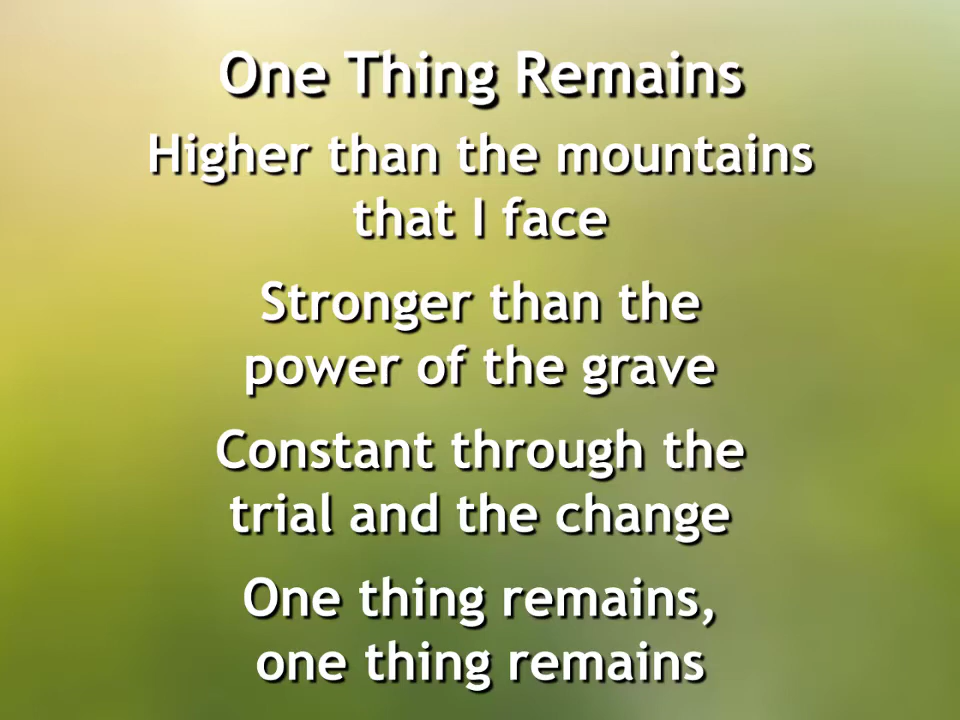 One Thing Remains
Higher than the mountains
that I face
Stronger than the
power of the grave
Constant through the
trial and the change
One thing remains,
one thing remains